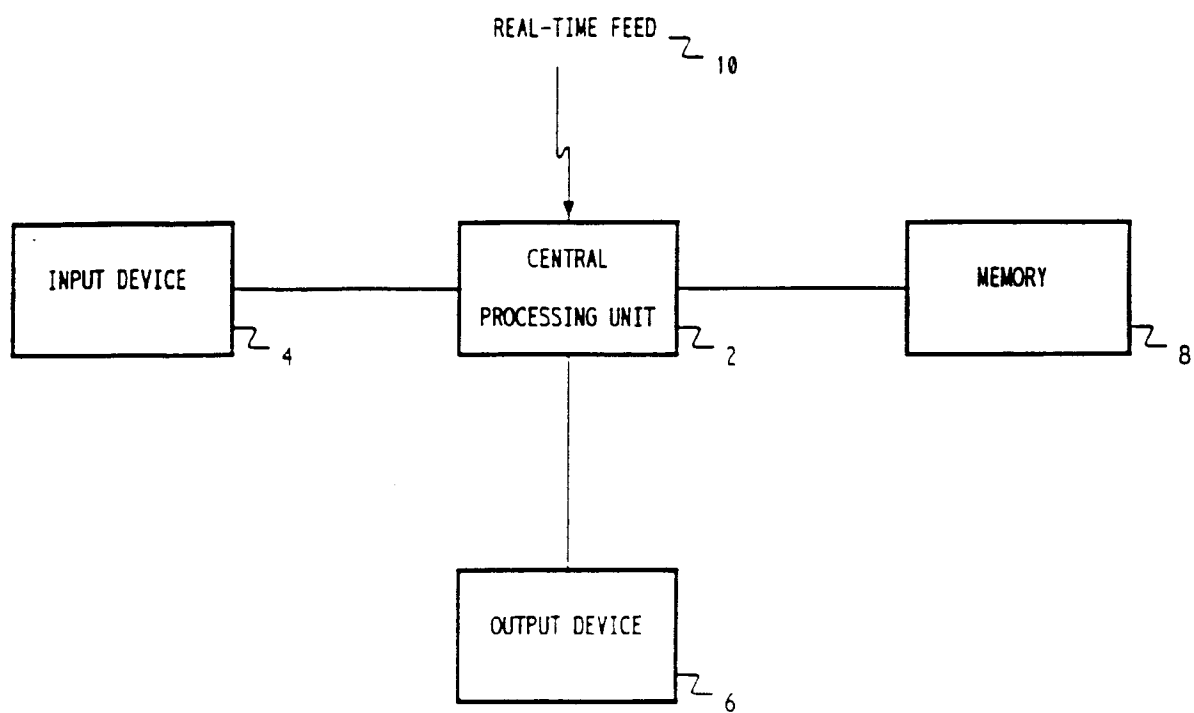 REAL-TIME FEED
10
INPUT DEVICE
4
CENTRAL
PROCESSING UNIT
2
MEMORY
8
OUTPUT DEVICE
6